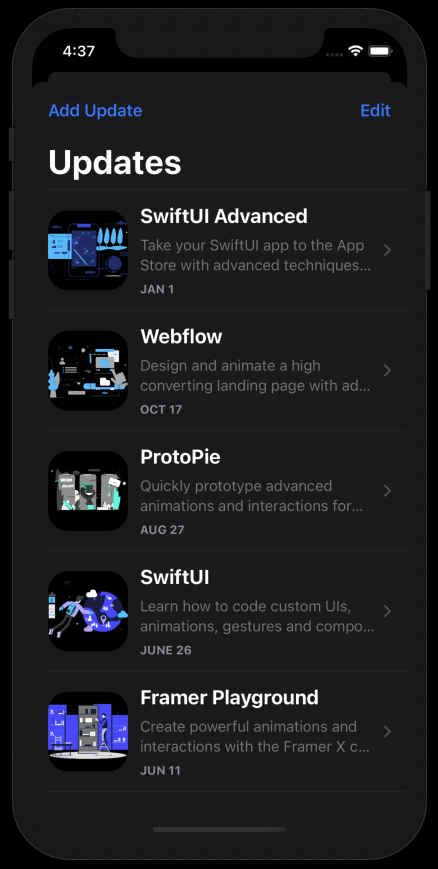 4:37
Add Update
Edit
Updates
SwiftUI Advanced
Take your SwiftUI app to the App
Store with advanced techniques...
JAN 1
Webflow
Design and animate a high
converting landing page with ad...
OCT 17
ProtoPie
Quickly prototype advanced
animations and interactions for...
AUG 27
SwiftUI
Learn how to code custom UIs,
animations, gestures and compo...
JUNE 26
Framer Playground
Create powerful animations and
interactions with the Framer X c...
JUN 11